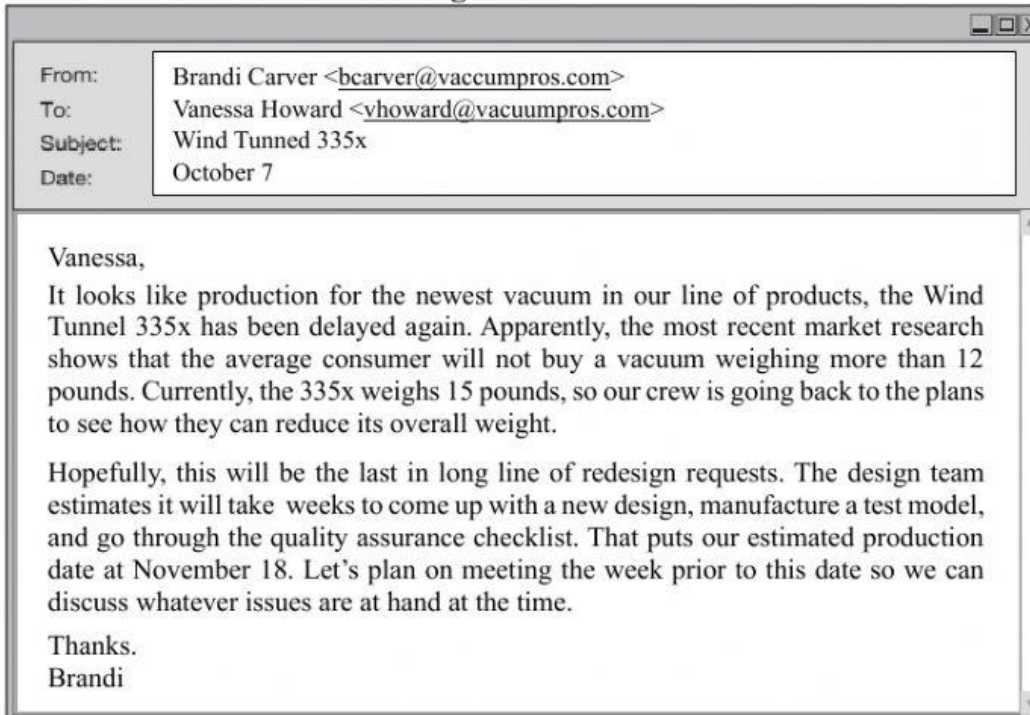 From: Brandi Carver <bcarver@vaccumpros.com>
To: Vanessa Howard <vhoward@vacuumpros.com>
Subject: Wind Tunned 335x
Date: October 7
Vanessa,
It looks like production for the newest vacuum in our line of products, the Wind
Tunnel 335x has been delayed again. Apparently, the most recent market research
shows that the average consumer will not buy a vacuum weighing more than 12
pounds. Currently, the 335x weighs 15 pounds, so our crew is going back to the plans
to see how they can reduce its overall weight.
Hopefully, this will be the last in long line of redesign requests. The design team
estimates it will take weeks to come up with a new design, manufacture a test model,
and go through the quality assurance checklist. That puts our estimated production
date at November 18. Let's plan on meeting the week prior to this date so we can
discuss whatever issues are at hand at the time.
Thanks.
Brandi